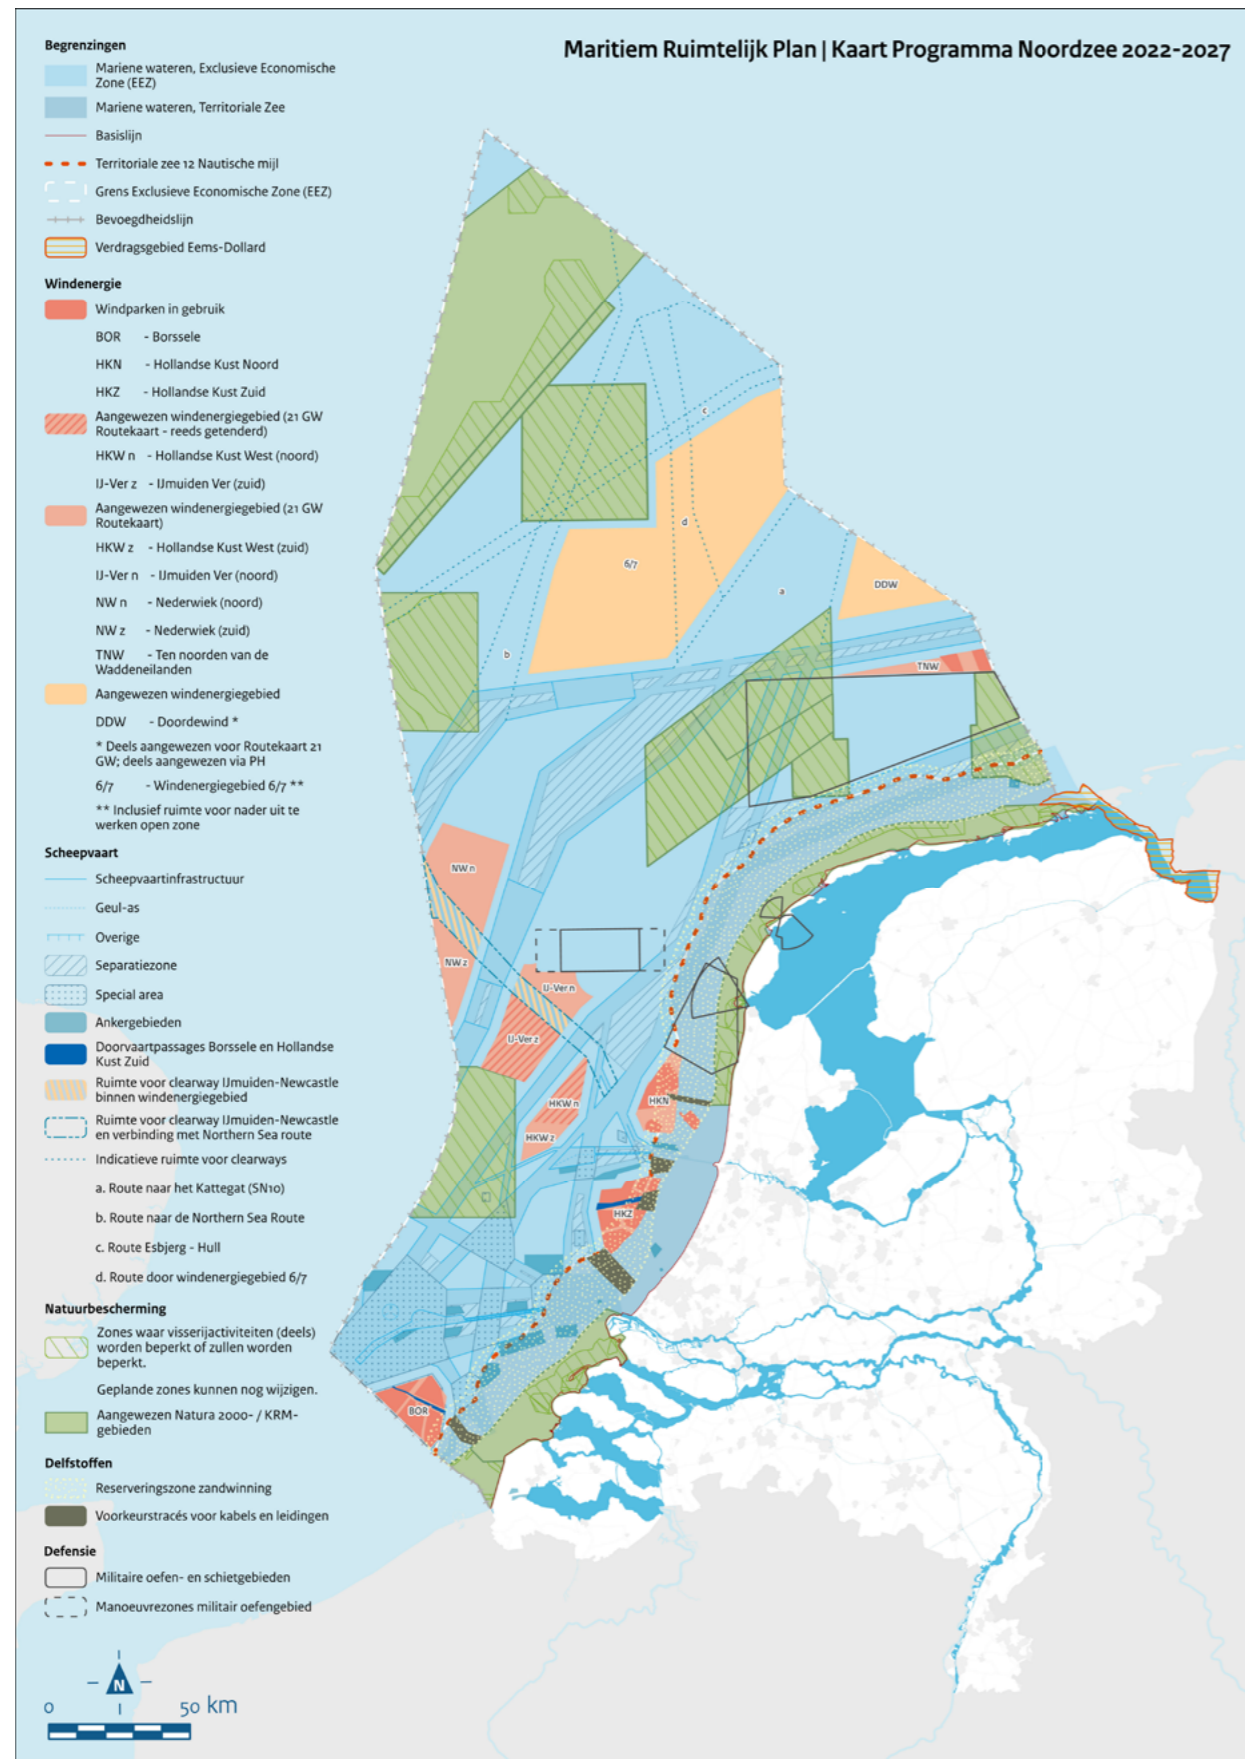 Maritiem Ruimtelijk Plan | Kaart Programma Noordzee 2022-2027
Begrenzingen
Mariene wateren, Exclusieve Economische
Zone (EEZ)
Mariene wateren, Territoriale Zee
Basislijn
Territoriale zee 12 Nautische mijl
Grens Exclusieve Economische Zone (EEZ)
Bevoegdheidslijn
Verdragsgebied Eems-Dollard
Windenergie
Windparken in gebruik
BOR - Borssele
HKN - Hollandse Kust Noord
HKZ - Hollandse Kust Zuid
Aangewezen windenergiegebied (21 GW
Routekaart - reeds getenderd)
HKW n - Hollandse Kust West (noord)
IJ-Ver z - IJmuiden Ver (zuid)
Aangewezen windenergiegebied (21 GW
Routekaart)
HKW z - Hollandse Kust West (zuid)
IJ-Ver n - IJmuiden Ver (noord)
NW n - Nederwiek (noord)
NW z - Nederwiek (zuid)
TNW - Ten noorden van de
Waddeneilanden
Aangewezen windenergiegebied
DDW - Doordewind *
* Deels aangewezen voor Routekaart 21
GW; deels aangewezen via PH
6/7 - Windenergiegebied 6/7 **
** Inclusief ruimte voor nader uit te
werken open zone
Scheepvaart
Scheepvaartinfrastructuur
Geul-as
Overige
Separatiezone
Special area
Ankergebieden
Doorvaartpassages Borssele en Hollandse
Kust Zuid
Ruimte voor clearway IJmuiden-Newcastle
binnen windenergiegebied
Ruimte voor clearway IJmuiden-Newcastle
en verbinding met Northern Sea route
Indicatieve ruimte voor clearways
a. Route naar het Kattegat (SN10)
b. Route naar de Northern Sea Route
c. Route Esbjerg - Hull
d. Route door windenergiegebied 6/7
Natuurbescherming
Zones waar visserijactiviteiten (deels)
worden beperkt of zullen worden
beperkt.
Geplande zones kunnen nog wijzigen.
Aangewezen Natura 2000- / KRM-
gebieden
Delfstoffen
Reserveringszone zandwinning
Voorkeurstracés voor kabels en leidingen
Defensie
Militaire oefen- en schietgebieden
Manoeuvrezones militair oefengebied
N
0 50 km
c
d
6/7
DDW
a
b
TNW
NW n
NW z
IJ-Ver n
IJ-Ver z
HKW n
HKN
HKW z
HKZ
BOR